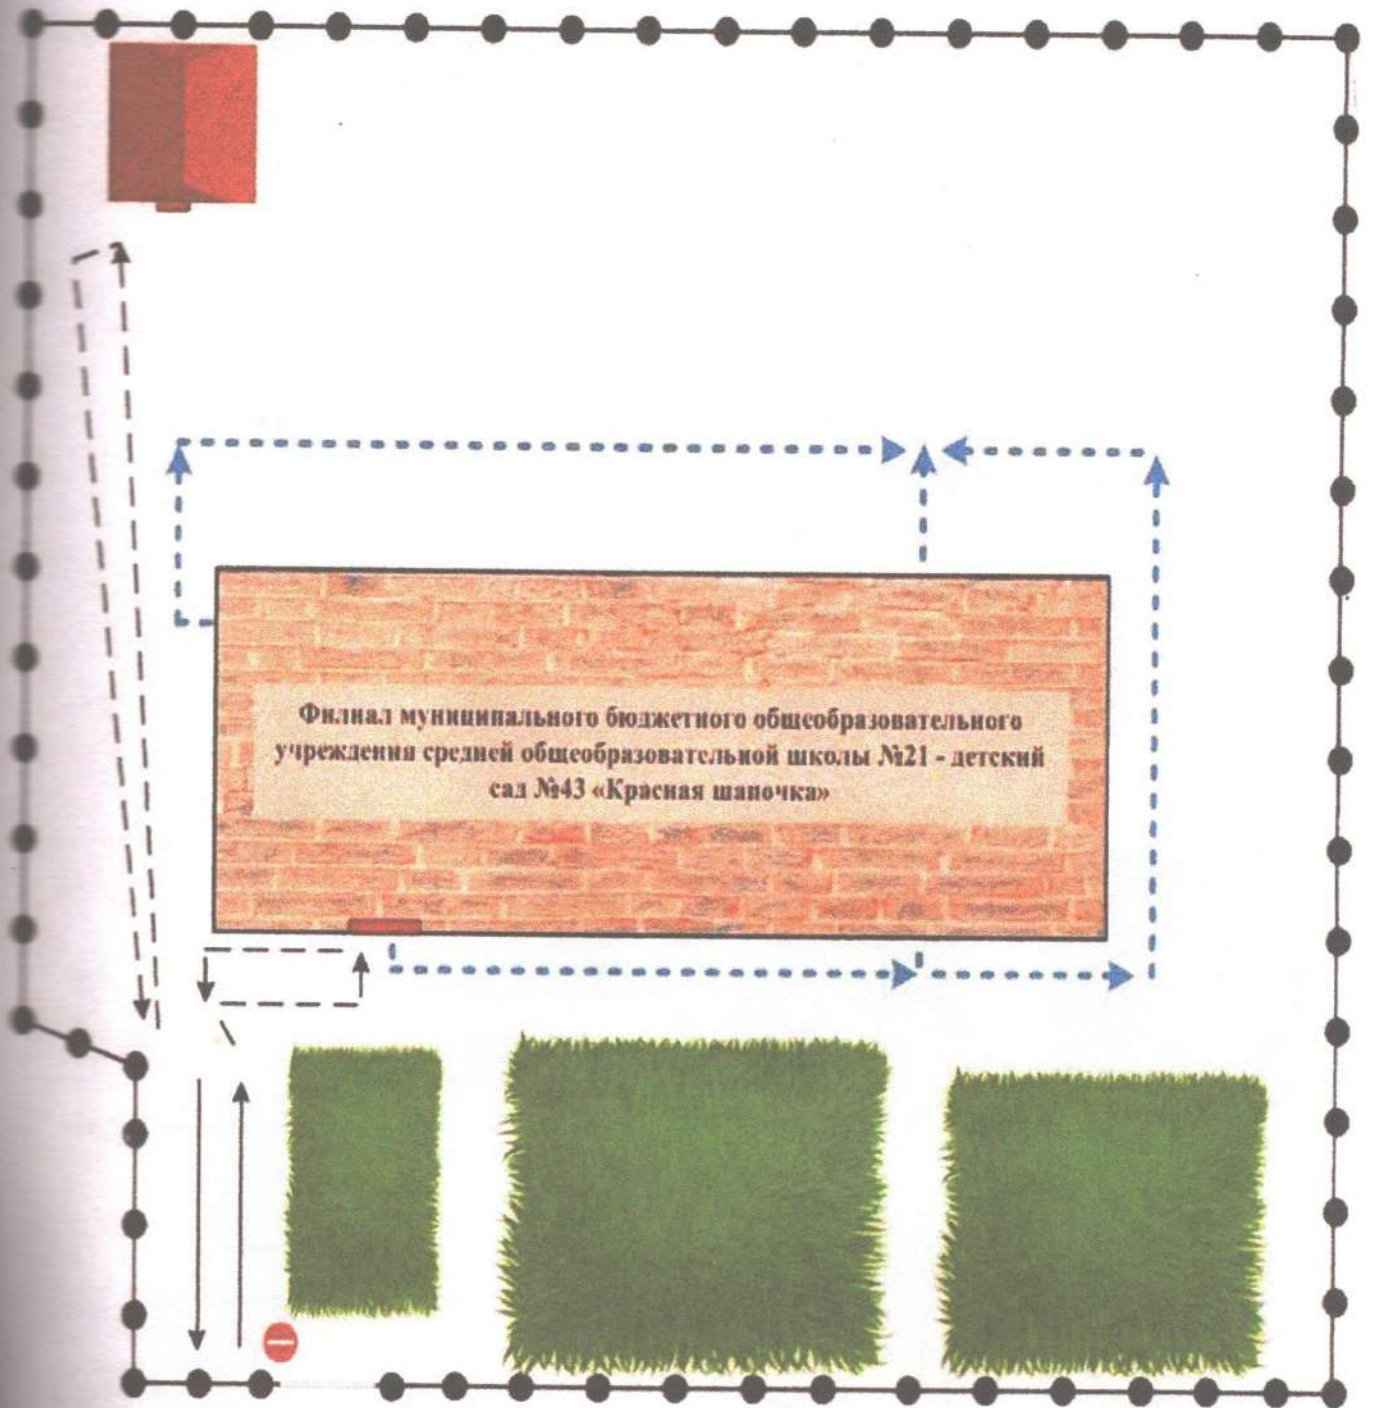 Филиал муниципального бюджетного общеобразовательного
учреждения средней общеобразовательной школы №21 - детский
сад №43 «Красная шапочка»